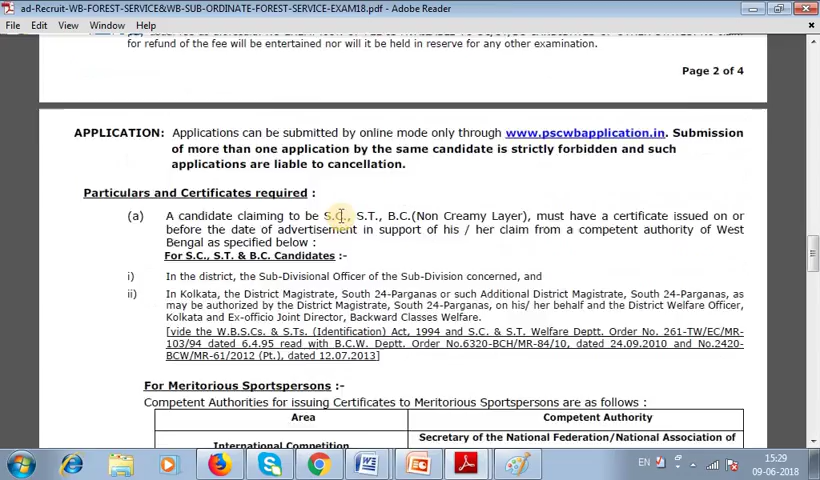 ad-Recruit-WB-FOREST-SERVICE&WB-SUB-ORDINATE-FOREST-SERVICE-EXAM18.pdf - Adobe Reader
File Edit View Window Help
for refund of the fee will be entertained nor will it be held in reserve for any other examination.
Page 2 of 4
APPLICATION: Applications can be submitted by online mode only through www.pscwbapplication.in. Submission
of more than one application by the same candidate is strictly forbidden and such
applications are liable to cancellation.
Particulars and Certificates required :
(a) A candidate claiming to be S.C., S.T., B.C.(Non Creamy Layer), must have a certificate issued on or
before the date of advertisement in support of his / her claim from a competent authority of West
Bengal as specified below :
For S.C., S.T. & B.C. Candidates :-
i) In the district, the Sub-Divisional Officer of the Sub-Division concerned, and
ii) In Kolkata, the District Magistrate, South 24-Parganas or such Additional District Magistrate, South 24-Parganas, as
may be authorized by the District Magistrate, South 24-Parganas, on his/ her behalf and the District Welfare Officer,
Kolkata and Ex-officio Joint Director, Backward Classes Welfare.
[vide the W.B.S.Cs. & S.Ts. (Identification) Act, 1994 and S.C. & S.T. Welfare Deptt. Order No. 261-TW/EC/MR-
103/94 dated 6.4.95 read with B.C.W. Deptt. Order No.6320-BCH/MR-84/10, dated 24.09.2010 and No.2420-
BCW/MR-61/2012 (Pt.), dated 12.07.2013]
For Meritorious Sportspersons :-
Competent Authorities for issuing Certificates to Meritorious Sportspersons are as follows :
Area Competent Authority
International Competition Secretary of the National Federation/National Association of
EN 15:29
09-06-2018